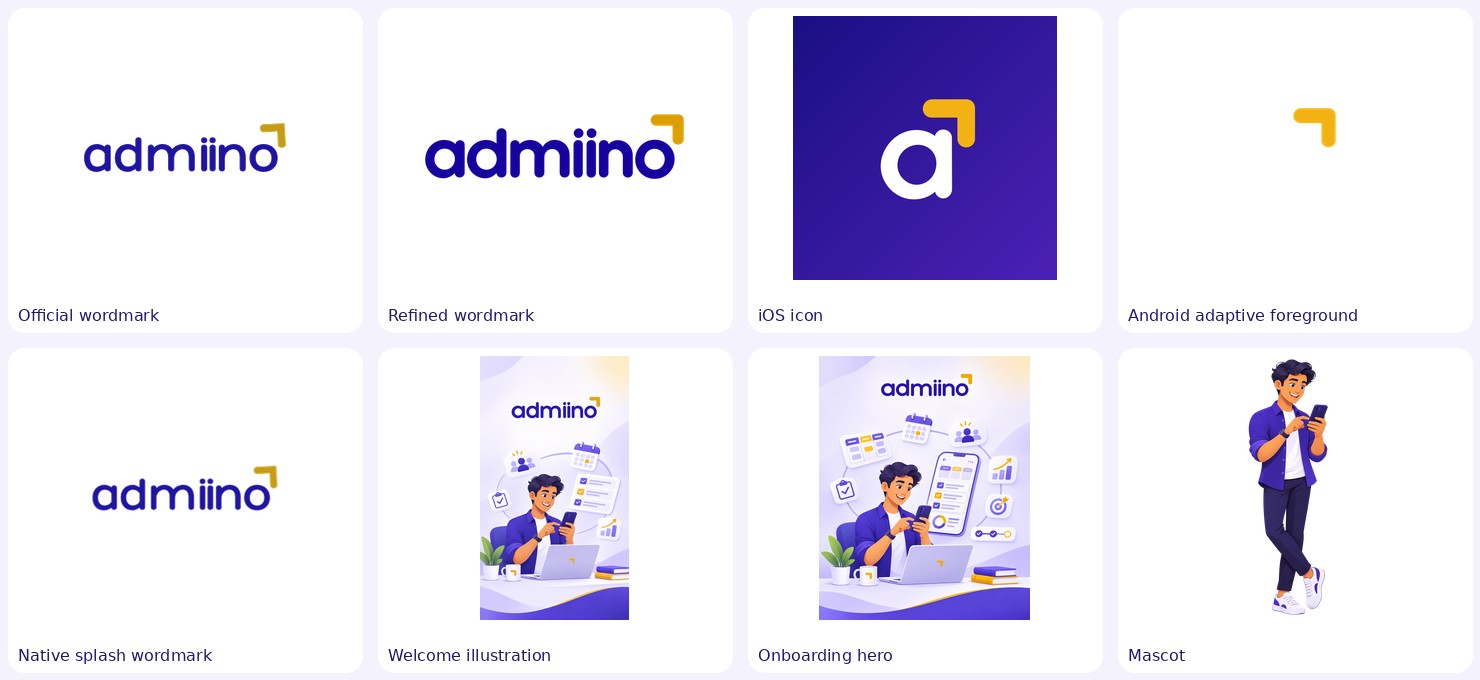 admiino
Official wordmark
admiino
Refined wordmark
a
iOS icon
Android adaptive foreground
admiino
Native splash wordmark
admiino
Welcome illustration
admiino
Onboarding hero
Mascot